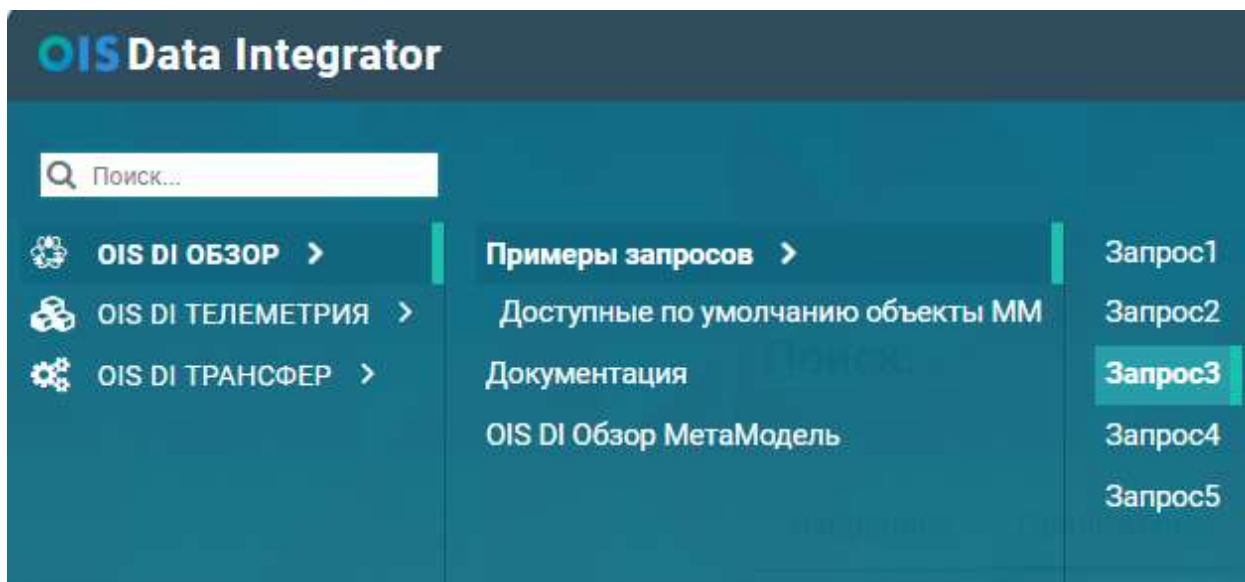 OIS Data Integrator
Поиск...
OIS DI ОБЗОР
OIS DI ТЕЛЕМЕТРИЯ
OIS DI ТРАНСФЕР
Примеры запросов
Доступные по умолчанию объекты ММ
Документация
OIS DI Обзор МетаМодель
Запрос1
Запрос2
Запрос3
Запрос4
Запрос5